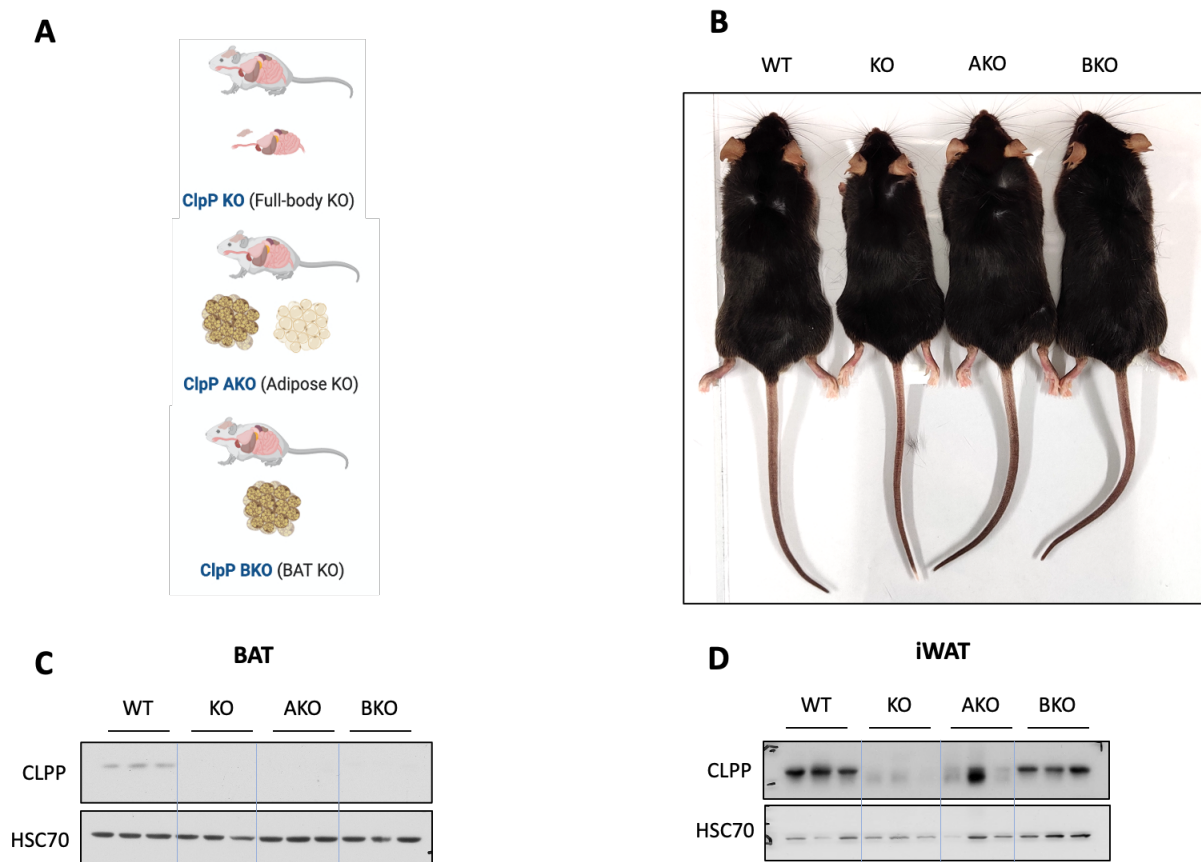 A
ClpP KO (Full-body KO)
ClpP AKO (Adipose KO)
ClpP BKO (BAT KO)
B
WT KO AKO BKO
C
BAT
WT KO AKO BKO
CLPP
HSC70
D
iWAT
WT KO AKO BKO
CLPP
HSC70